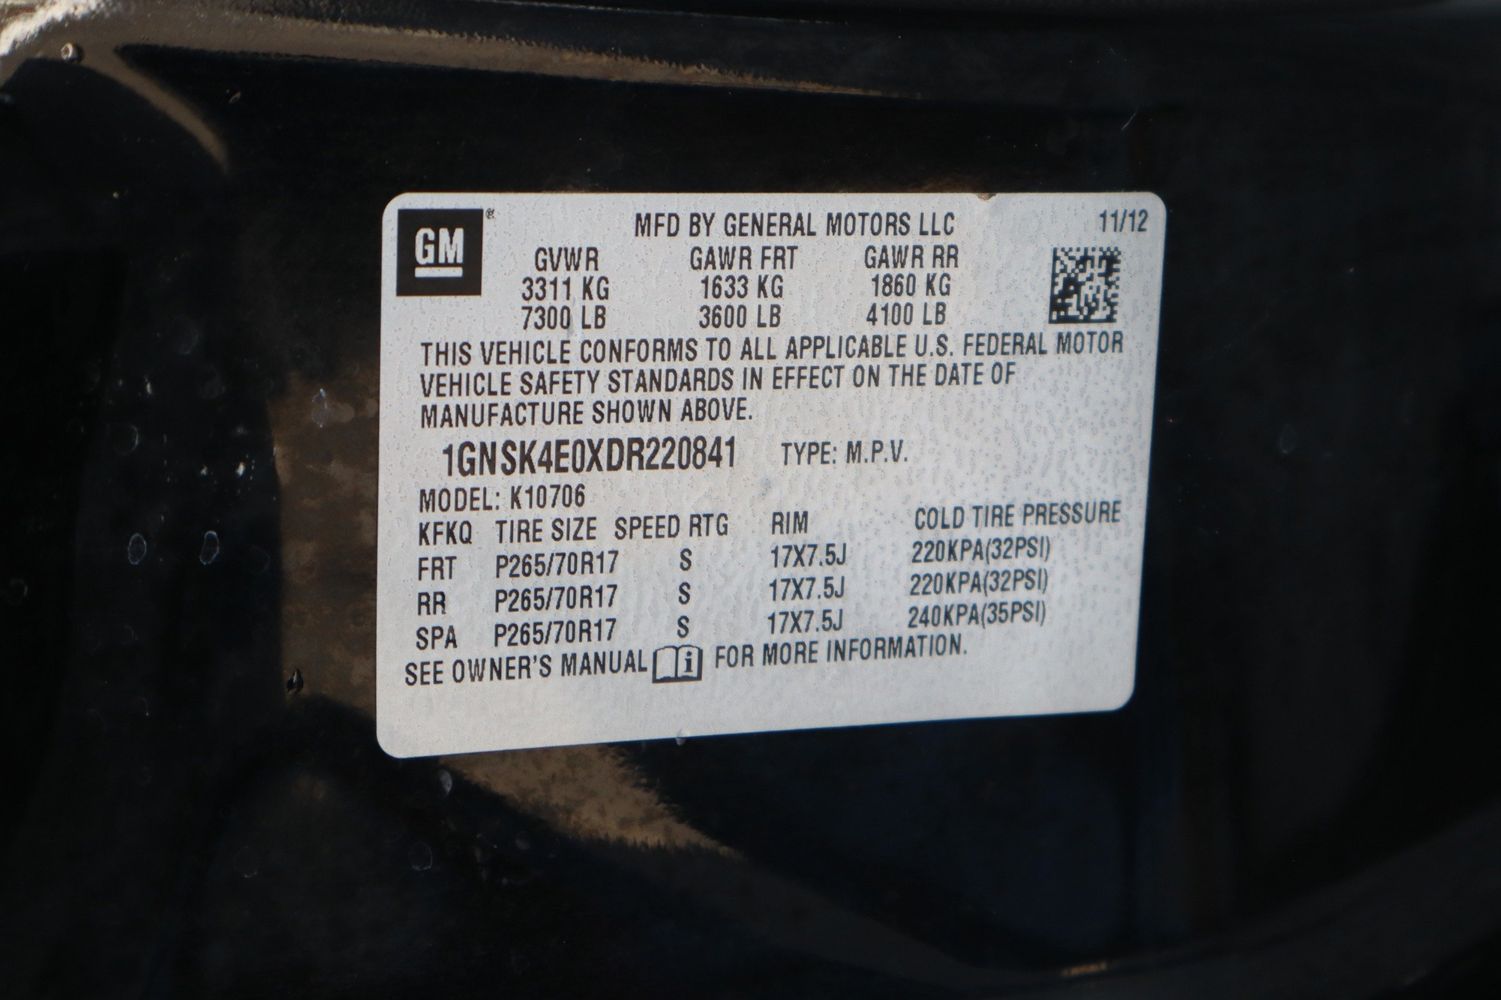 GM®
MFD BY GENERAL MOTORS LLC 11/12
GVWR GAWR FRT GAWR RR
3311 KG 1633 KG 1860 KG
7300 LB 3600 LB 4100 LB
THIS VEHICLE CONFORMS TO ALL APPLICABLE U.S. FEDERAL MOTOR
VEHICLE SAFETY STANDARDS IN EFFECT ON THE DATE OF
MANUFACTURE SHOWN ABOVE.
1GNSK4E0XDR220841 TYPE: M.P.V.
MODEL: K10706
KFKQ TIRE SIZE SPEED RTG RIM COLD TIRE PRESSURE
FRT P265/70R17 S 17X7.5J 220KPA(32PSI)
RR P265/70R17 S 17X7.5J 220KPA(32PSI)
SPA P265/70R17 S 17X7.5J 240KPA(35PSI)
SEE OWNER'S MANUAL i FOR MORE INFORMATION.